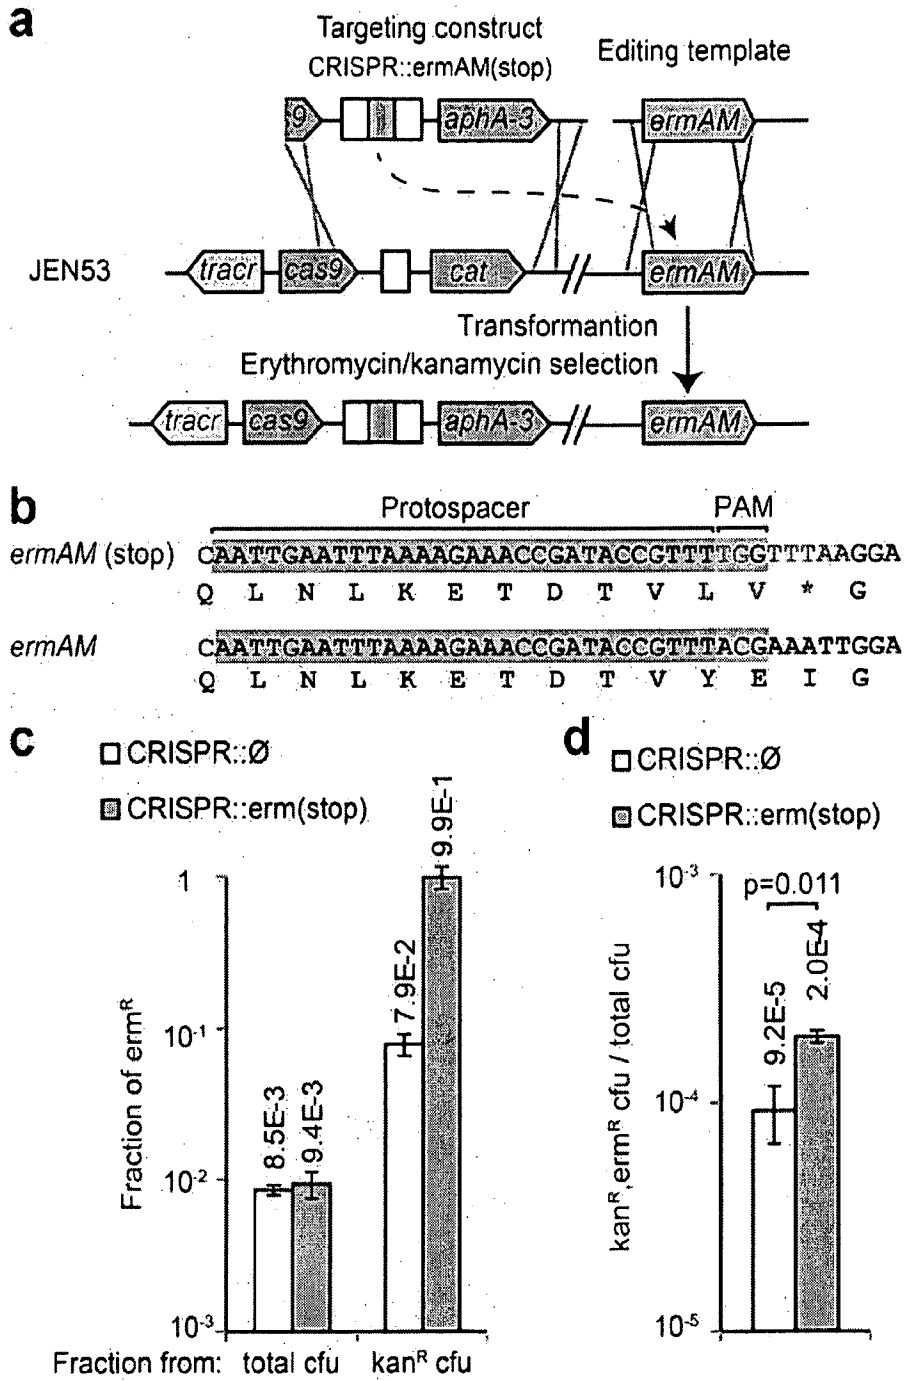 a
Targeting construct
CRISPR::ermAM(stop)
Editing template
9
aphA-3
ermAM
JEN53
tracr
cas9
cat
ermAM
Transformantion
Erythromycin/kanamycin selection
tracr
cas9
aphA-3
ermAM
b
Protospacer PAM
ermAM (stop) CAATTGAATTTAAAAGAAACCGATACCGTTTTTGGTTTAAGGA
Q L N L K E T D T V L V * G
ermAM CAATTGAATTTAAAAGAAACCGATACCGTTTACGAAATTGGA
Q L N L K E T D T V Y E I G
c
CRISPR::Ø
CRISPR::erm(stop)
Fraction of ermR
1
10-1
10-2
10-3
8.5E-3
9.4E-3
7.9E-2
9.9E-1
Fraction from: total cfu kanR cfu
d
CRISPR::Ø
CRISPR::erm(stop)
kanR,ermR cfu / total cfu
10-3
10-4
10-5
p=0.011
9.2E-5
2.0E-4